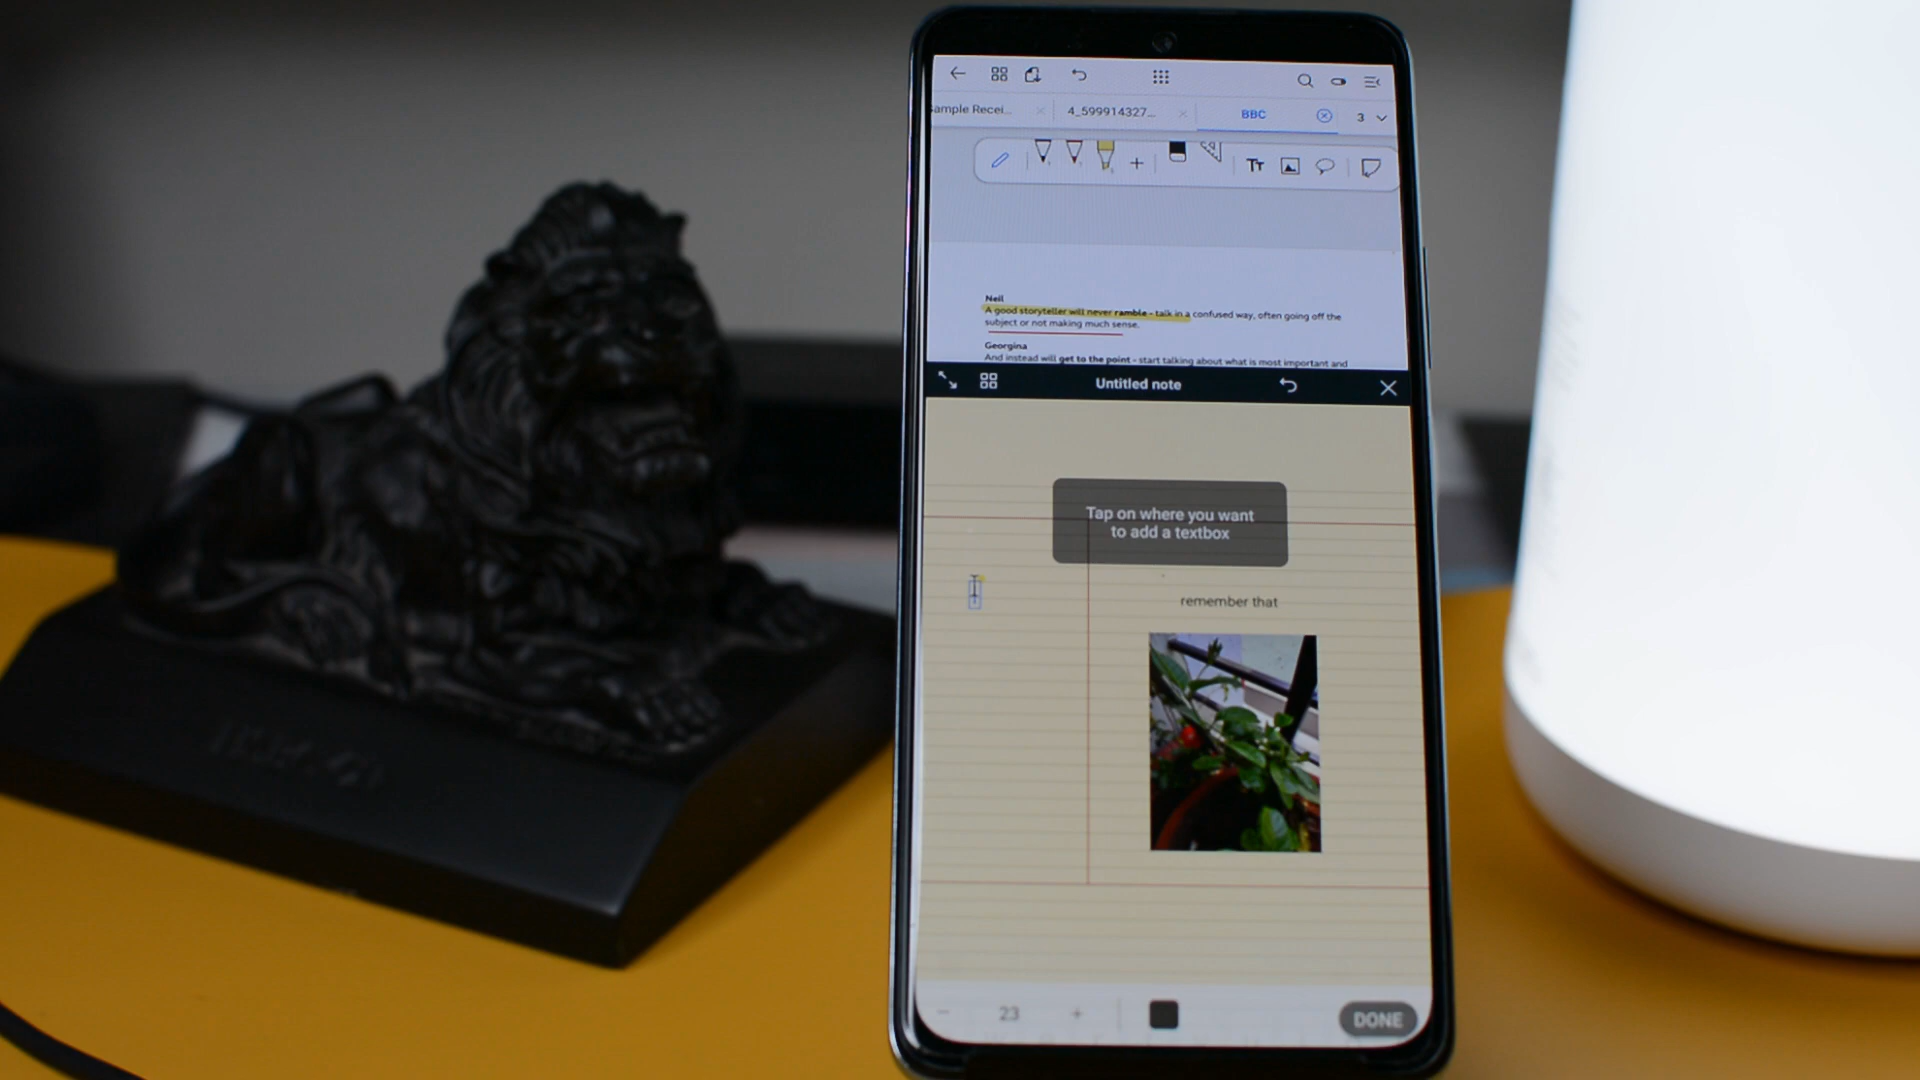 ample Recei...
4_599914327...
BBC
3
Tт
Neil
A good storyteller will never ramble - talk in a confused way, often going off the
subject or not making much sense.
Georgina
And instead will get to the point - start talking about what is most important and
Untitled note
Tap on where you want
to add a textbox
remember that
23
DONE